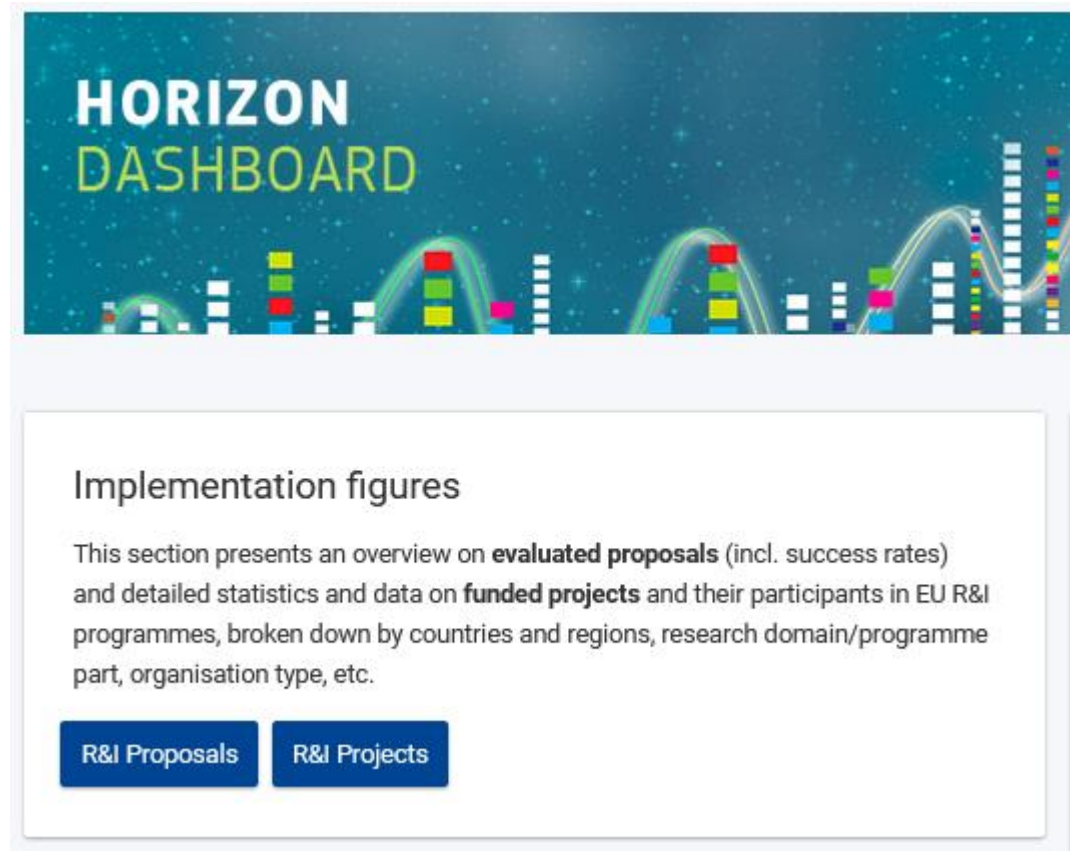 HORIZON
DASHBOARD
Implementation figures
This section presents an overview on evaluated proposals (incl. success rates)
and detailed statistics and data on funded projects and their participants in EU R&I
programmes, broken down by countries and regions, research domain/programme
part, organisation type, etc.
R&I Proposals
R&I Projects